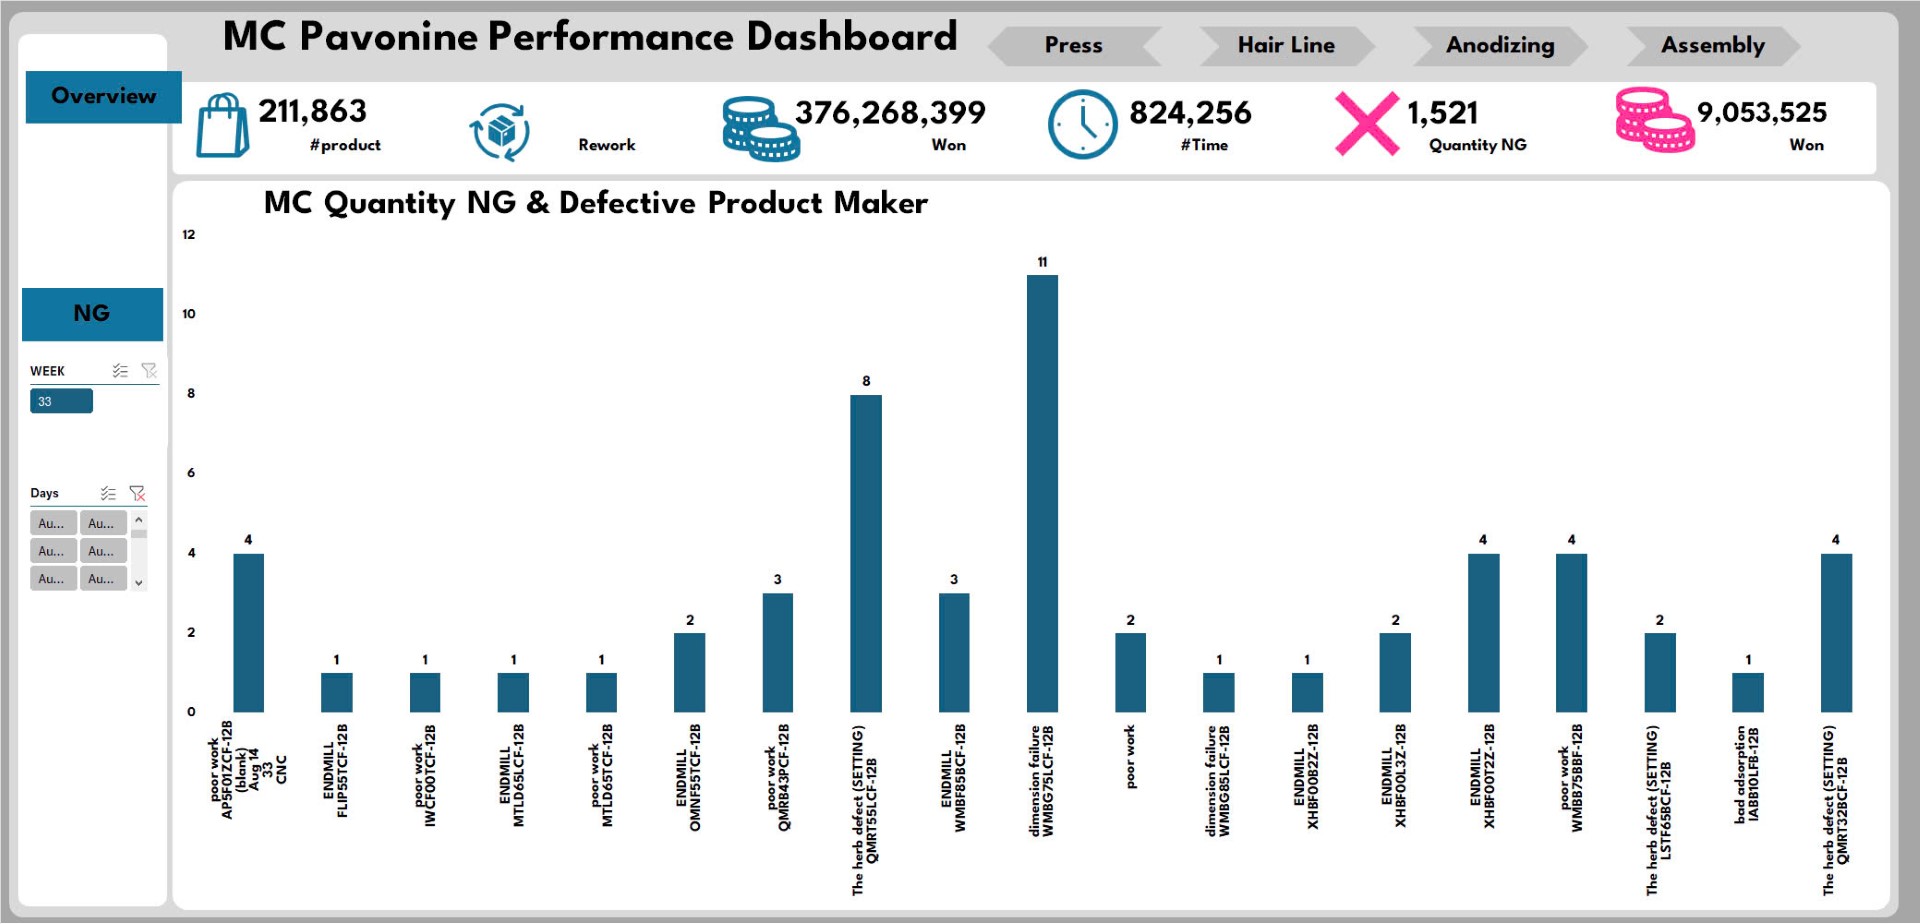 MC Pavonine Performance Dashboard
Press
Hair Line
Anodizing
Assembly
Overview
211,863
#product
Rework
376,268,399
Won
824,256
#Time
1,521
Quantity NG
9,053,525
Won
NG
WEEK
33
Days
Au... Au...
Au... Au...
Au... Au...
MC Quantity NG & Defective Product Maker
12
10
8
6
4
2
0
4
1
1
1
1
2
3
8
3
11
2
1
1
2
4
4
2
1
4
poor work
AP5F01ZCF-12B
(blank)
Aug14
33
CNC
ENDMILL
FLIP55TCF-12B
poor work
IWCF00TCF-12B
ENDMILL
MTLD65LCF-12B
poor work
MTLD65TCF-12B
ENDMILL
OMNF55TCF-12B
poor work
QMRB43PCF-12B
The herb defect (SETTING)
QMRT55LCF-12B
ENDMILL
WMBF85BCF-12B
dimension failure
WMBG75LCF-12B
poor work
dimension failure
WMBG85LCF-12B
ENDMILL
XHBF00B2Z-12B
ENDMILL
XHBF00L3Z-12B
ENDMILL
XHBF00T2Z-12B
poor work
WMBB75BBF-12B
The herb defect (SETTING)
LSTF65BCF-12B
bad adsorption
IABB10LFB-12B
The herb defect (SETTING)
QMRT32BCF-12B